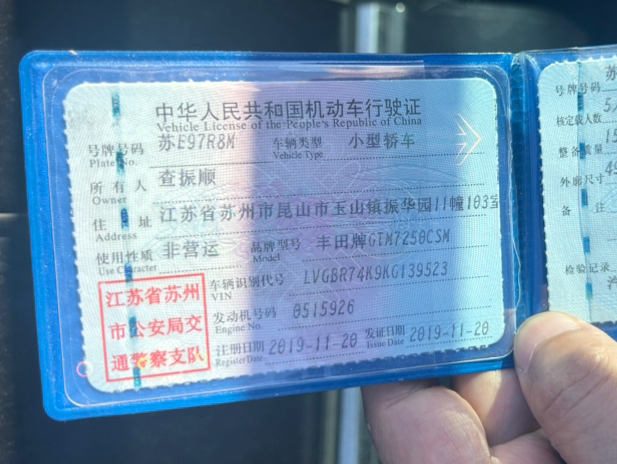 中华人民共和国机动车行驶证
Vehicle License of the People's Republic of China
号牌号码 苏E97R8M 车辆类型 小型轿车
Plate No. Vehicle Type
所有人 查振顺
Owner
住址 江苏省苏州市昆山市玉山镇振华园11幢103室
Address
使用性质 非营运 品牌型号 丰田牌GTM7250CSM
Use Character Model
车辆识别代号 LVGBR74K9KG139523
VIN
发动机号码 0515926
Engine No.
注册日期 2019-11-20 发证日期 2019-11-20
Register Date Issue Date
江苏省苏州
市公安局交
通警察支队
号牌号码 苏
核定载人数
整备质量
外廓尺寸
备注
检验记录